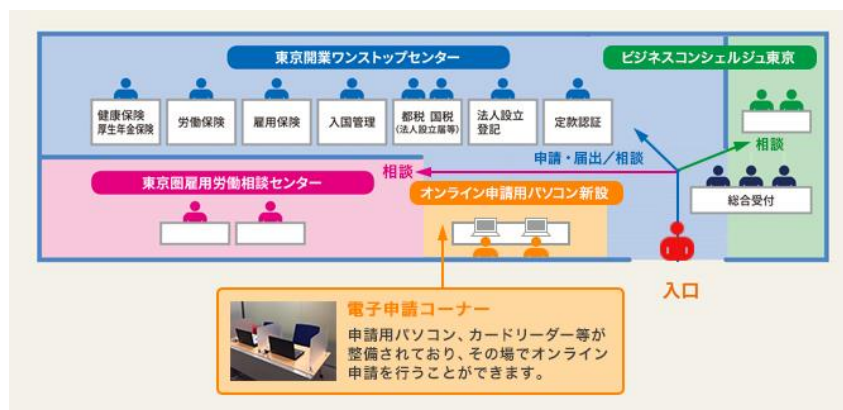 東京開業ワンストップセンター
ビジネスコンシェルジュ東京
健康保険
厚生年金保険
労働保険
雇用保険
入国管理
都税 国税
(法人設立届等)
法人設立
登記
定款認証
相談
申請・届出／相談
相談
東京圏雇用労働相談センター
オンライン申請用パソコン新設
総合受付
入口
電子申請コーナー
申請用パソコン、カードリーダー等が
整備されており、その場でオンライン
申請を行うことができます。